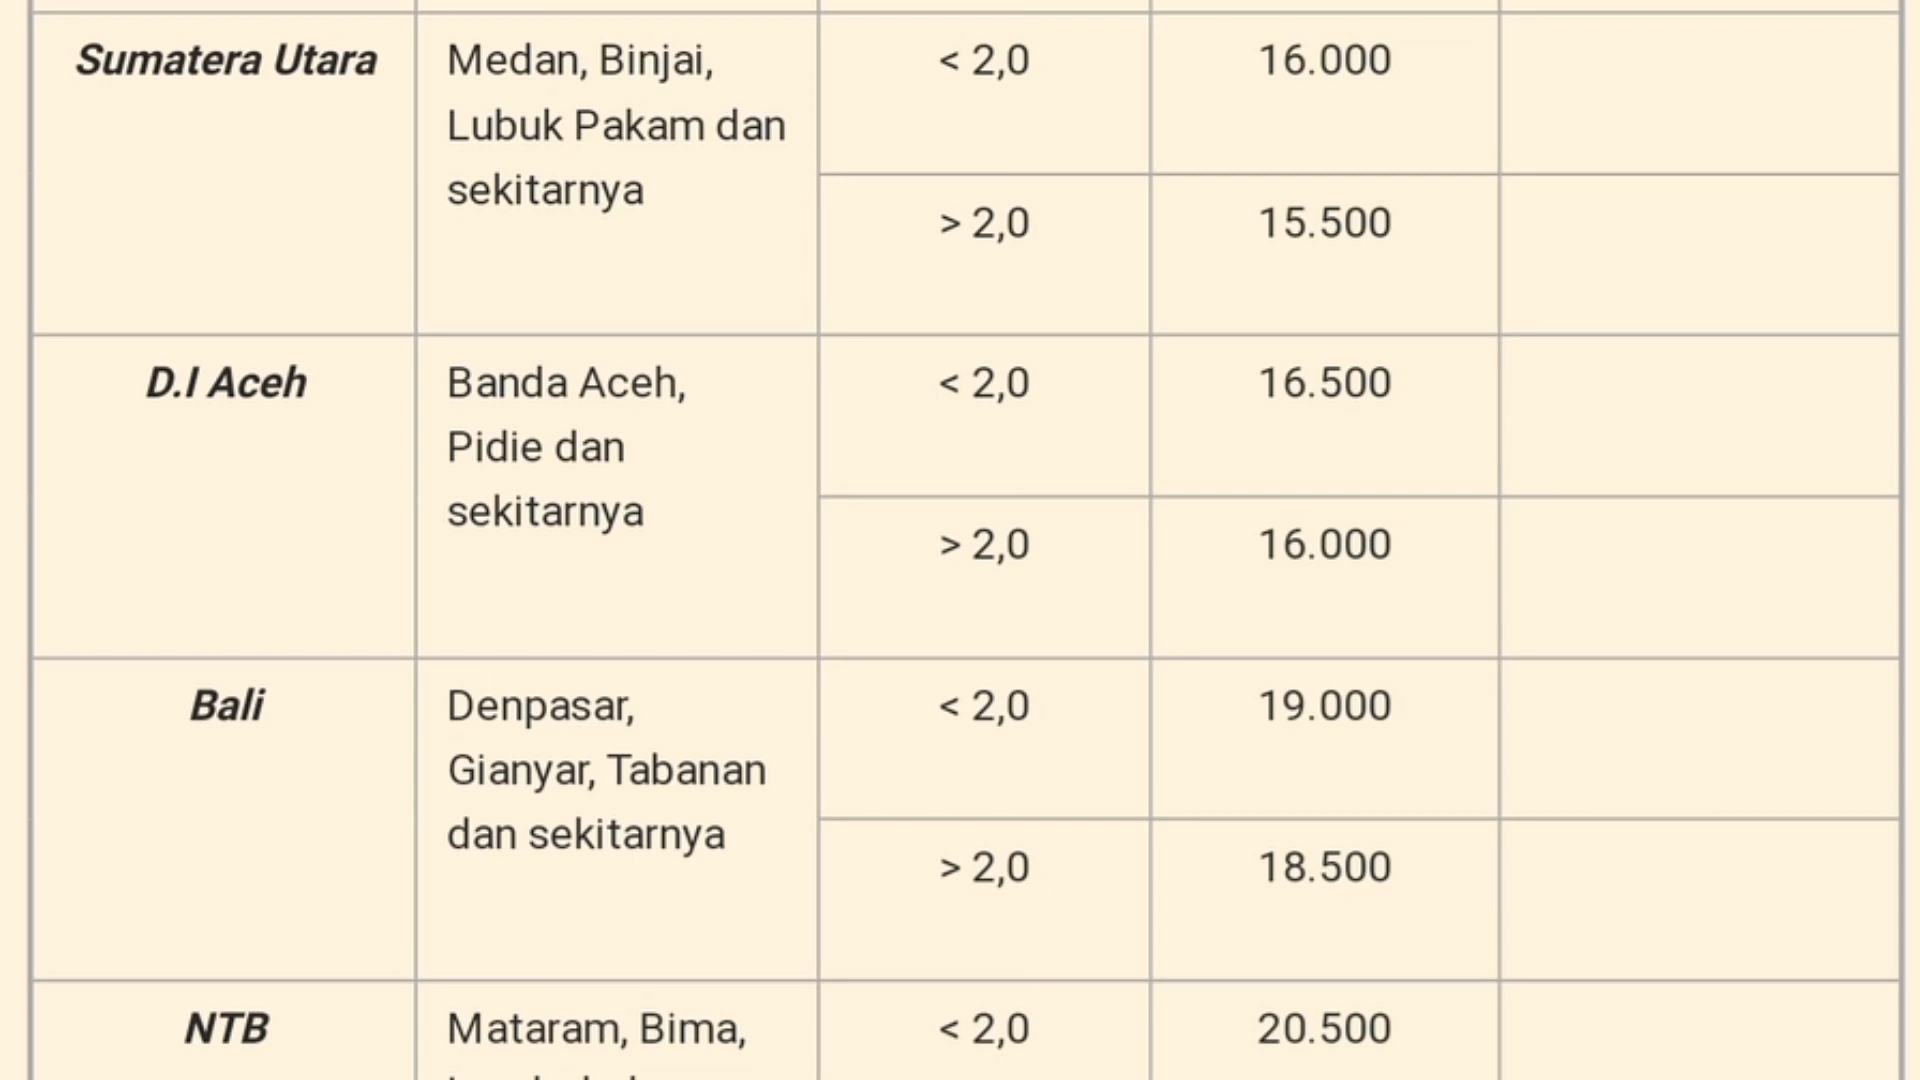 Sumatera Utara
Medan, Binjai,
Lubuk Pakam dan
sekitarnya
< 2,0
16.000
> 2,0
15.500
D.I Aceh
Banda Aceh,
Pidie dan
sekitarnya
< 2,0
16.500
> 2,0
16.000
Bali
Denpasar,
Gianyar, Tabanan
dan sekitarnya
< 2,0
19.000
> 2,0
18.500
NTB
Mataram, Bima,
< 2,0
20.500